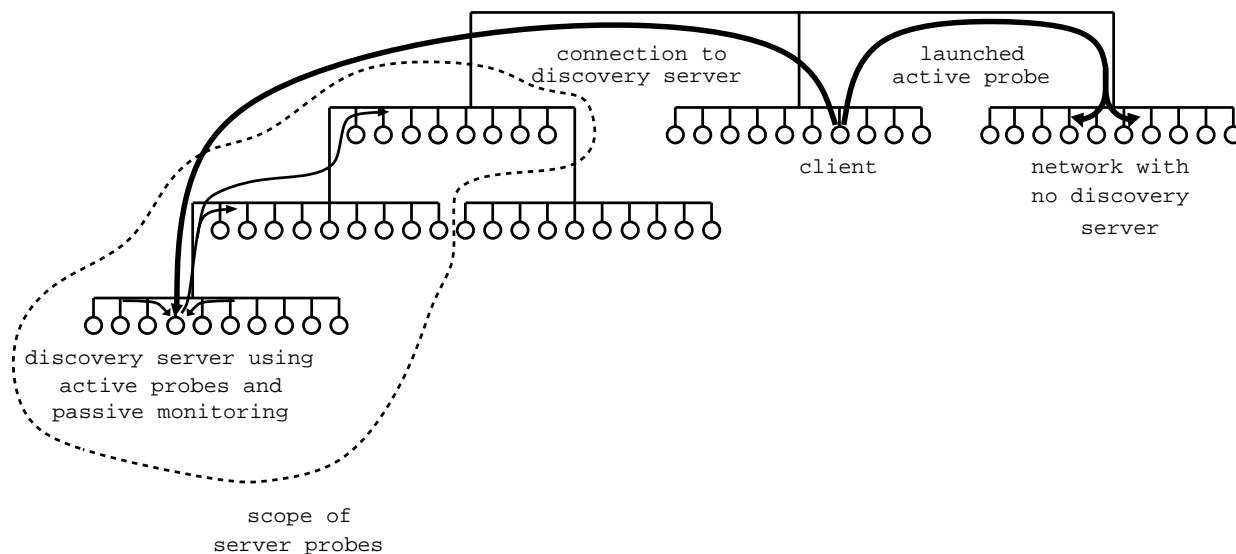 connection to
discovery server
launched
active probe
client
network with
no discovery
server
discovery server using
active probes and
passive monitoring
scope of
server probes